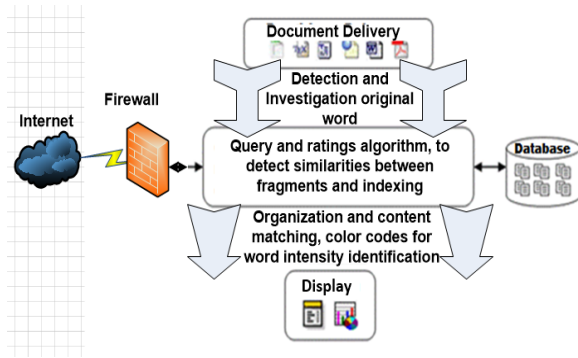 Document Delivery
Detection and
Investigation original
word
Firewall
Internet
Query and ratings algorithm, to
detect similarities between
fragments and indexing
Database
Organization and content
matching, color codes for
word intensity identification
Display